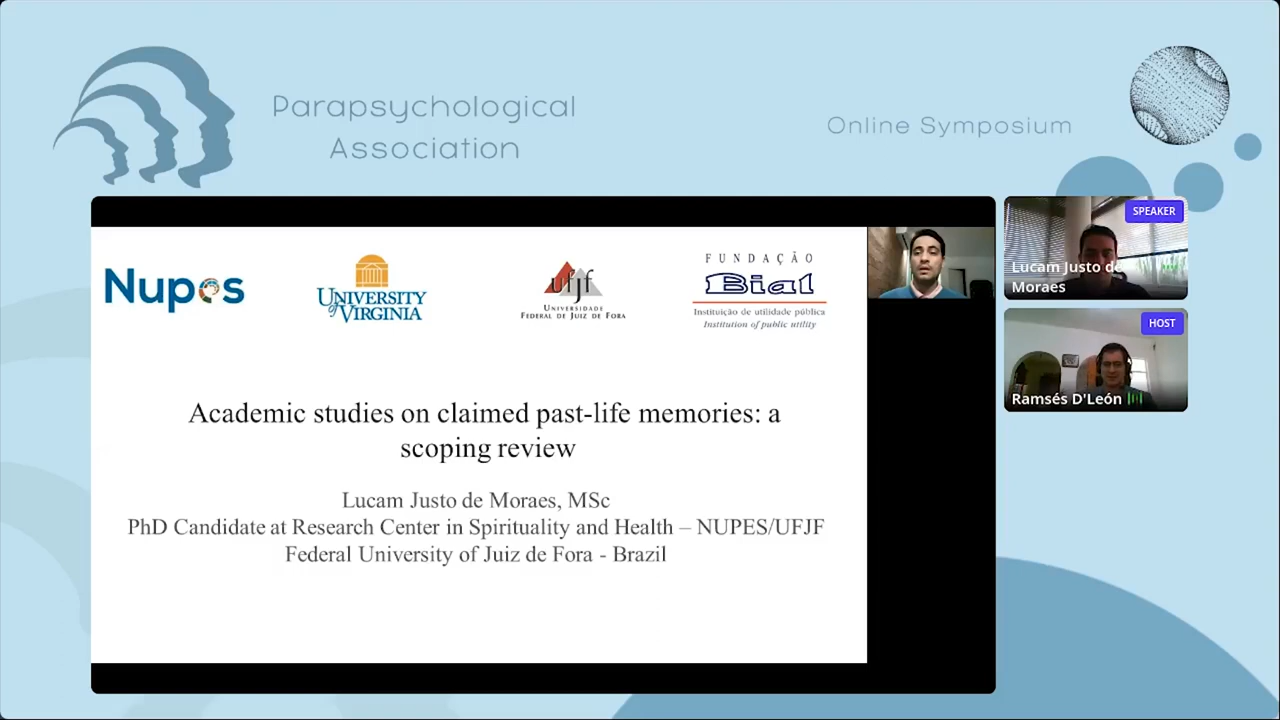 Parapsychological
Association
Online Symposium
Nupes
UNIVERSITY
of VIRGINIA
ufjf
UNIVERSIDADE
FEDERAL DE JUIZ DE FORA
FUNDAÇÃO
Bial
Instituição de utilidade pública
Institution of public utility
Academic studies on claimed past-life memories: a
scoping review
Lucam Justo de Moraes, MSc
PhD Candidate at Research Center in Spirituality and Health – NUPES/UFJF
Federal University of Juiz de Fora - Brazil
SPEAKER
Lucam Justo de
Moraes
HOST
Ramsés D'León